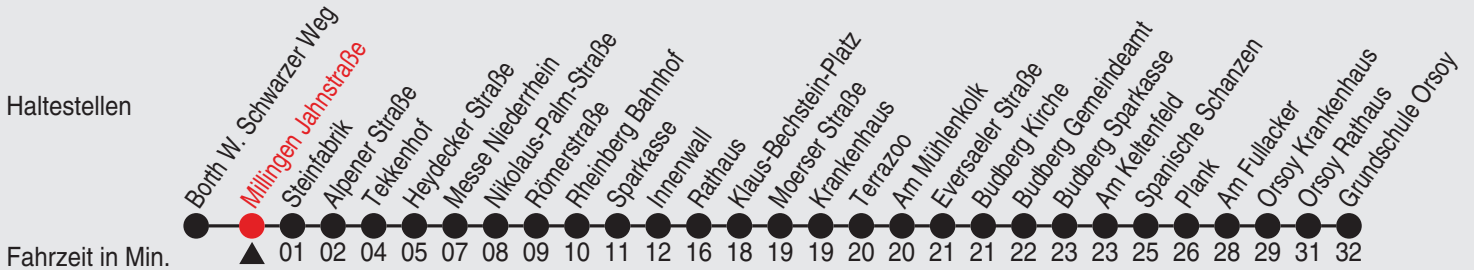 Haltestellen
Borth W. Schwarzer Weg
Millingen Jahnstraße
Steinfabrik
Alpener Straße
Tekkenhof
Heydecker Straße
Messe Niederrhein
Nikolaus-Palm-Straße
Römerstraße
Rheinberg Bahnhof
Sparkasse
Innenwall
Rathaus
Klaus-Bechstein-Platz
Moerser Straße
Krankenhaus
Terrazoo
Am Mühlenkolk
Eversaeler Straße
Budberg Kirche
Budberg Gemeindeamt
Budberg Sparkasse
Am Keltenfeld
Spanische Schanzen
Plank
Am Fullacker
Orsoy Krankenhaus
Orsoy Rathaus
Grundschule Orsoy
Fahrzeit in Min. 01 02 04 05 07 08 09 10 11 12 16 18 19 19 20 20 21 21 22 23 23 25 26 28 29 31 32